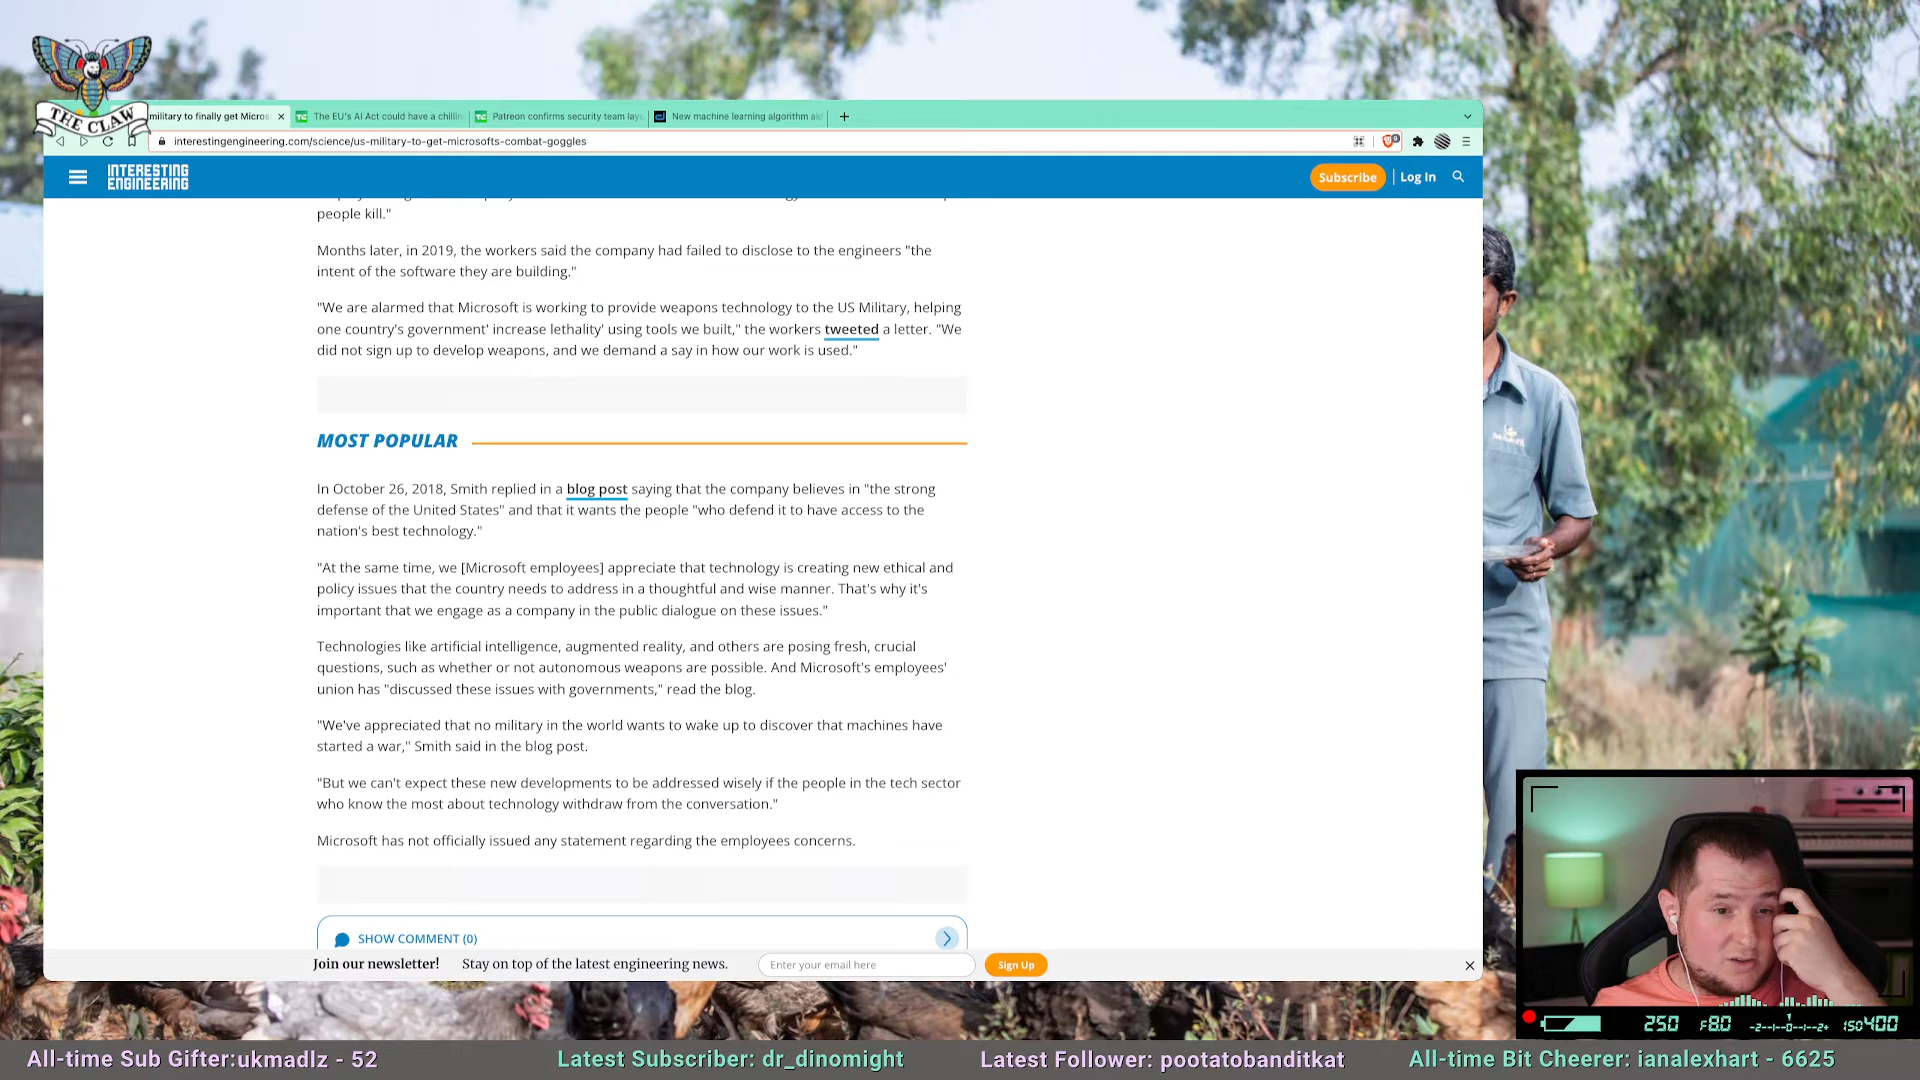 THE CLAW
military to finally get Micros
The EU's AI Act could have a chillin
Patreon confirms security team layo
New machine learning algorithm aid
interestingengineering.com/science/us-military-to-get-microsofts-combat-goggles
INTERESTING
ENGINEERING
Subscribe
Log In
people kill."
Months later, in 2019, the workers said the company had failed to disclose to the engineers "the
intent of the software they are building."
"We are alarmed that Microsoft is working to provide weapons technology to the US Military, helping
one country's government' increase lethality' using tools we built," the workers tweeted a letter. "We
did not sign up to develop weapons, and we demand a say in how our work is used."
MOST POPULAR
In October 26, 2018, Smith replied in a blog post saying that the company believes in "the strong
defense of the United States" and that it wants the people "who defend it to have access to the
nation's best technology."
"At the same time, we [Microsoft employees] appreciate that technology is creating new ethical and
policy issues that the country needs to address in a thoughtful and wise manner. That's why it's
important that we engage as a company in the public dialogue on these issues."
Technologies like artificial intelligence, augmented reality, and others are posing fresh, crucial
questions, such as whether or not autonomous weapons are possible. And Microsoft's employees'
union has "discussed these issues with governments," read the blog.
"We've appreciated that no military in the world wants to wake up to discover that machines have
started a war," Smith said in the blog post.
"But we can't expect these new developments to be addressed wisely if the people in the tech sector
who know the most about technology withdraw from the conversation."
Microsoft has not officially issued any statement regarding the employees concerns.
SHOW COMMENT (0)
Join our newsletter! Stay on top of the latest engineering news.
Enter your email here
Sign Up
250 F8.0 -2--1--0--1--2+ ISO400
All-time Sub Gifter:ukmadlz - 52
Latest Subscriber: dr_dinomight
Latest Follower: pootatobanditkat
All-time Bit Cheerer: ianalexhart - 6625